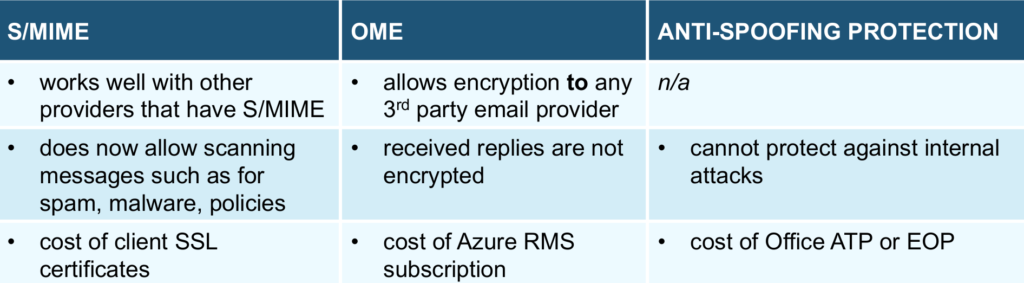 S/MIME
OME
ANTI-SPOOFING PROTECTION
• works well with other
providers that have S/MIME
• allows encryption to any
3rd party email provider
n/a
• does now allow scanning
messages such as for
spam, malware, policies
• received replies are not
encrypted
• cannot protect against internal
attacks
• cost of client SSL
certificates
• cost of Azure RMS
subscription
• cost of Office ATP or EOP